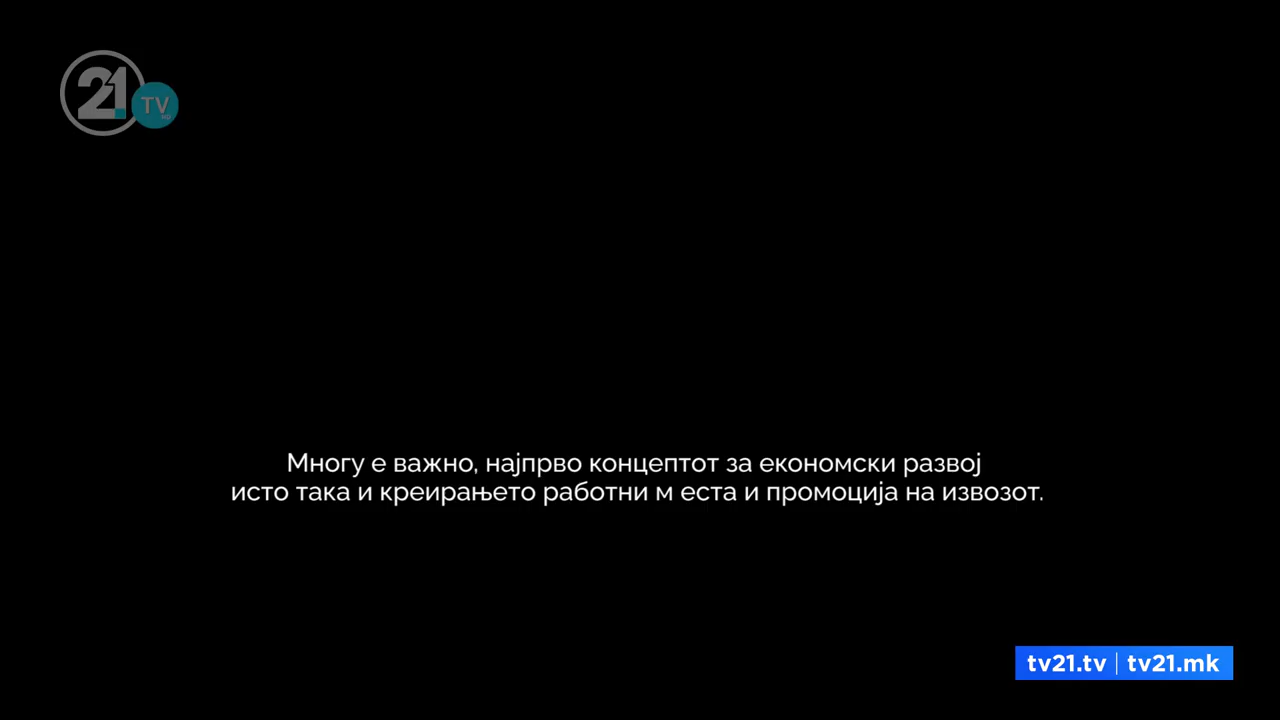 21 TV HD
Многу е важно, најпрво концептот за економски развој
исто така и креирањето работни м еста и промоција на извозот.
tv21.tv | tv21.mk